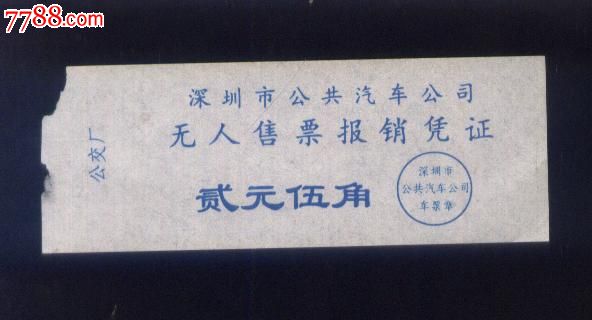 7788.com
深圳市公共汽车公司
无人售票报销凭证
公交厂
贰元伍角
深圳市
公共汽车公司
车票章